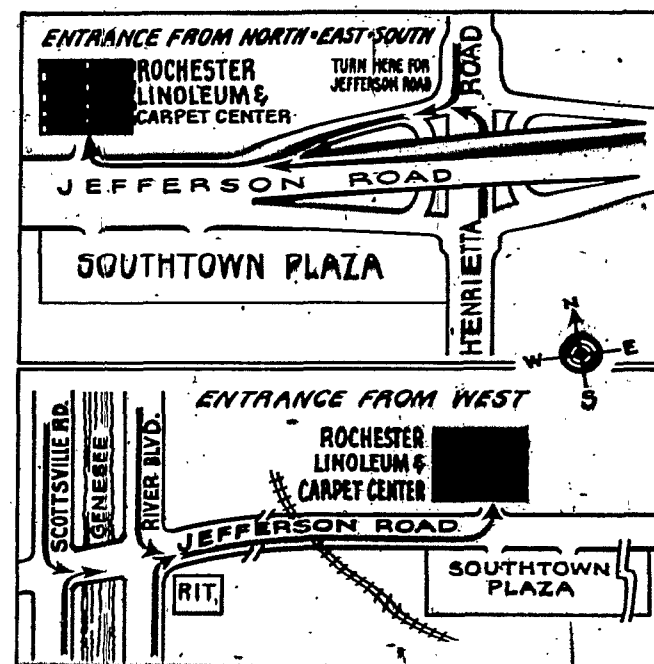 ENTRANCE FROM NORTH•EAST•SOUTH
ROCHESTER
LINOLEUM &
CARPET CENTER
TURN HERE FOR
JEFFERSON ROAD
ROAD
JEFFERSON ROAD
SOUTHTOWN PLAZA
HENRIETTA
N
W E
S
ENTRANCE FROM WEST
SCOTTSVILLE RD.
GENESEE
RIVER BLVD.
ROCHESTER
LINOLEUM &
CARPET CENTER
JEFFERSON ROAD
RIT.
SOUTHTOWN
PLAZA